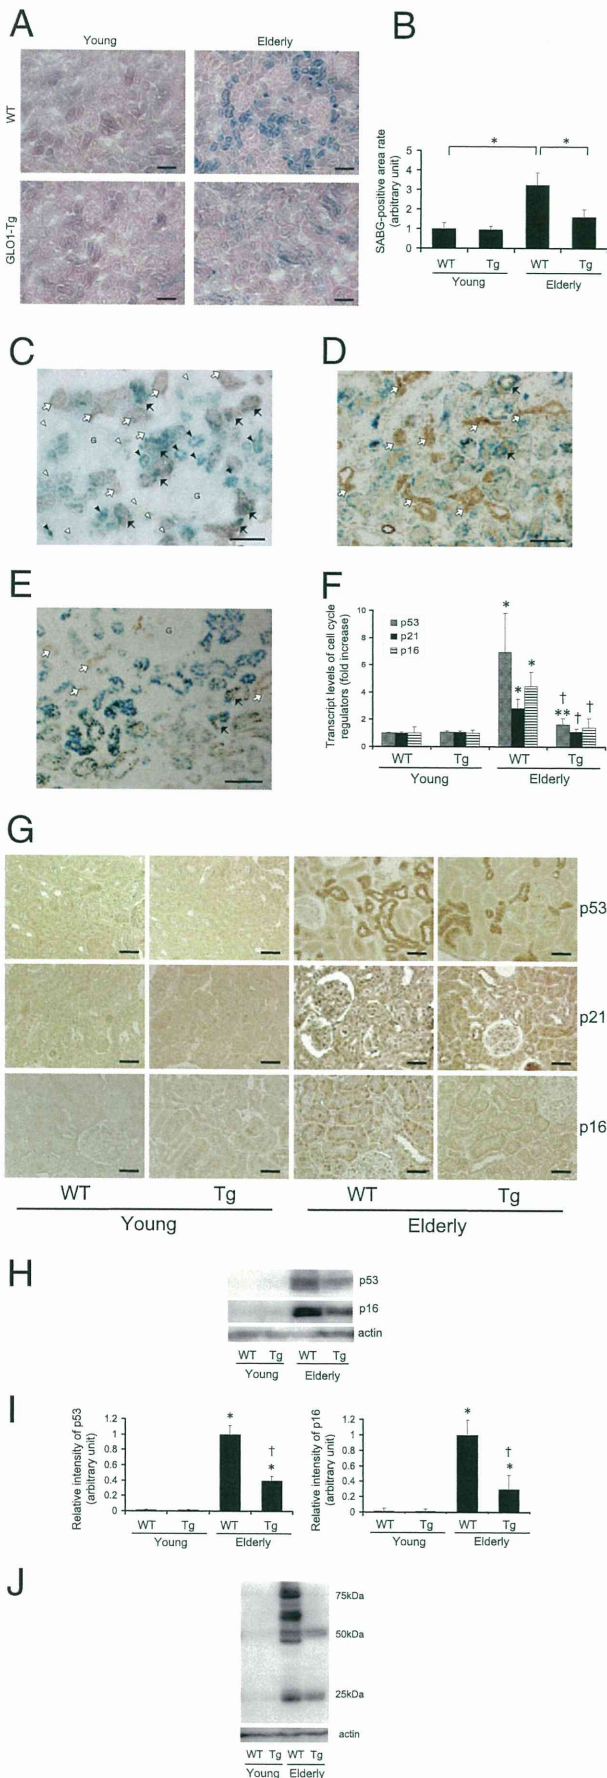 A
Young Elderly
WT
GLO1-Tg
B
SABG-positive area rate
(arbitrary unit)
5
4
3
2
1
0
* *
WT Tg WT Tg
Young Elderly
C
G
G
G
D
E
G
G
F
Transcript levels of cell cycle
regulators (fold increase)
10
8
6
4
2
0
p53
p21
p16
*
*
*
†
**
†
†
WT Tg WT Tg
Young Elderly
G
p53
p21
p16
WT Tg WT Tg
Young Elderly
H
p53
p16
actin
WT Tg WT Tg
Young Elderly
I
Relative intensity of p53
(arbitrary unit)
1.2
1
0.8
0.6
0.4
0.2
0
*
†
*
WT Tg WT Tg
Young Elderly
Relative intensity of p16
(arbitrary unit)
1.2
1
0.8
0.6
0.4
0.2
0
*
†
*
WT Tg WT Tg
Young Elderly
J
75kDa
50kDa
25kDa
actin
WT Tg WT Tg
Young Elderly